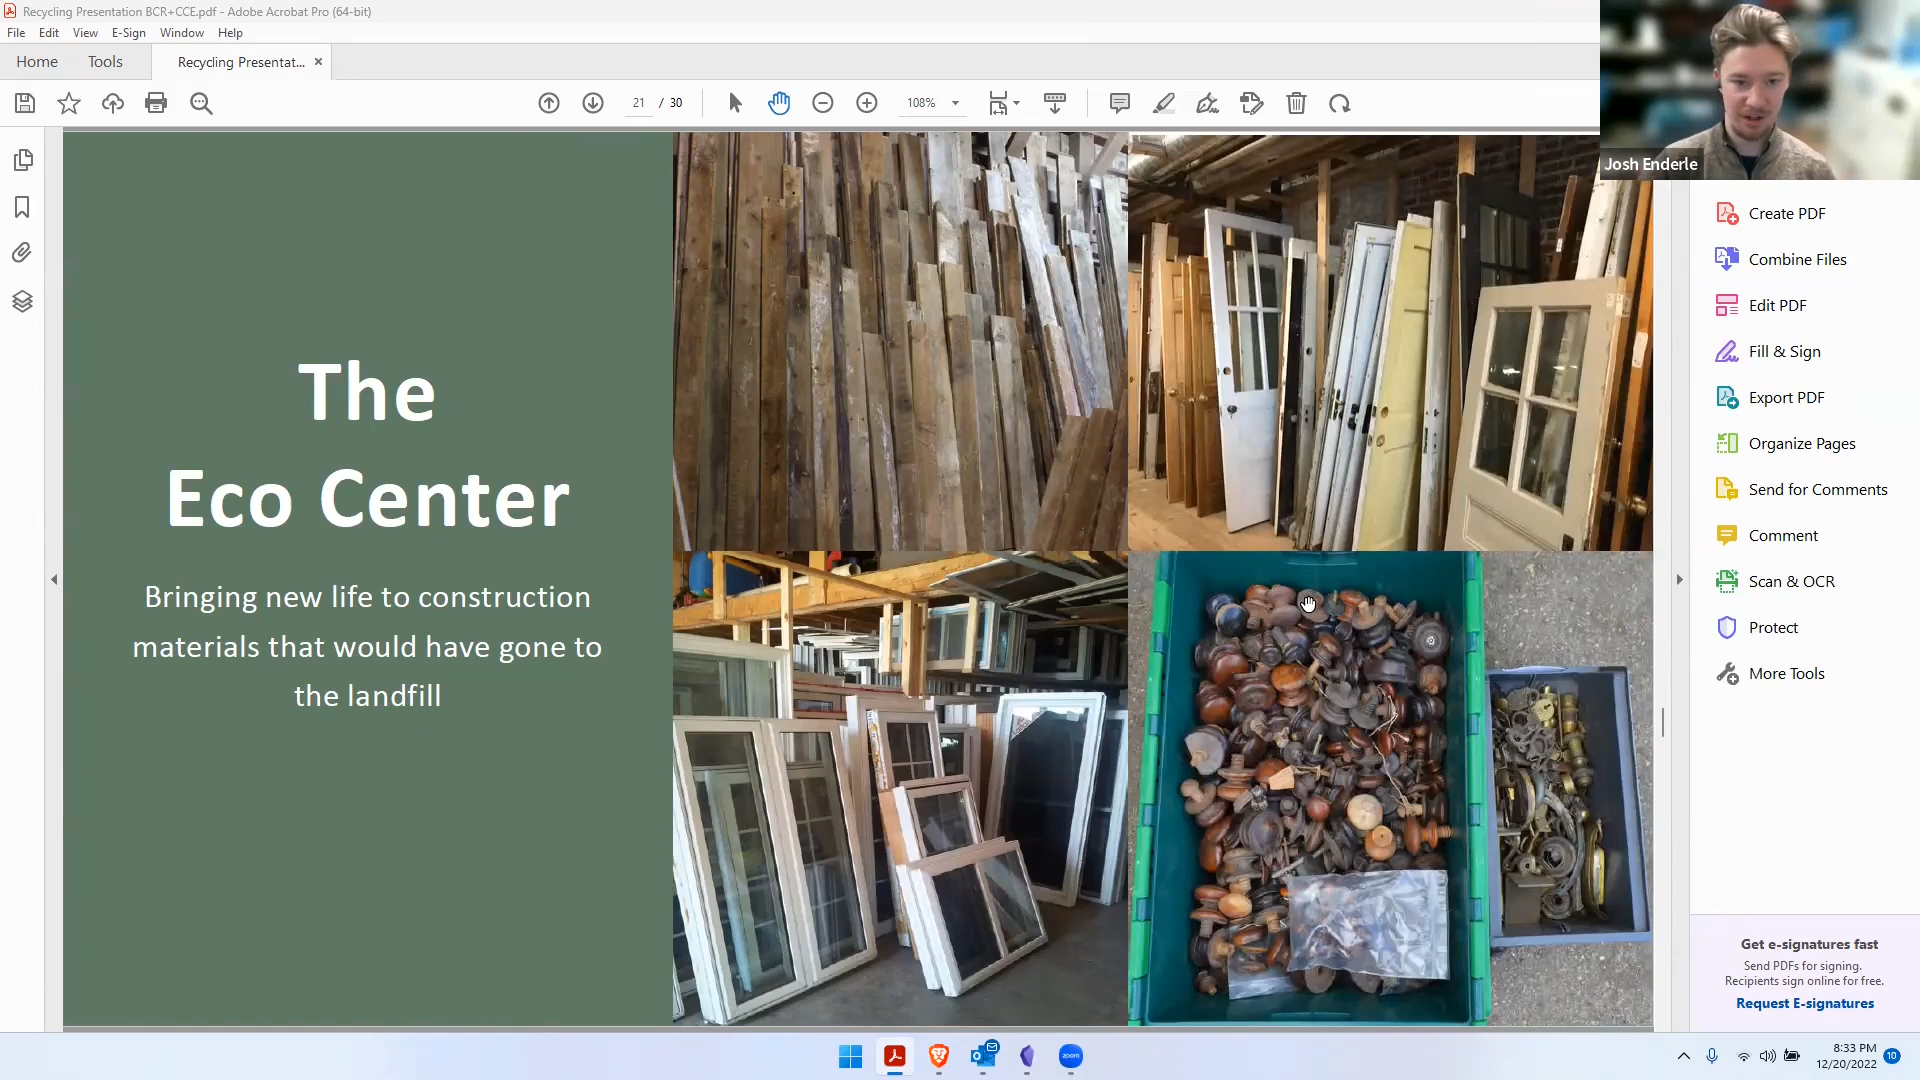 Recycling Presentation BCR+CCE.pdf - Adobe Acrobat Pro (64-bit)
File Edit View E-Sign Window Help
Home Tools Recycling Presentat... ×
21 / 30 108%
Josh Enderle
The
Eco Center
Bringing new life to construction
materials that would have gone to
the landfill
Create PDF
Combine Files
Edit PDF
Fill & Sign
Export PDF
Organize Pages
Send for Comments
Comment
Scan & OCR
Protect
More Tools
Get e-signatures fast
Send PDFs for signing.
Recipients sign online for free.
Request E-signatures
zoom
8:33 PM
12/20/2022
10